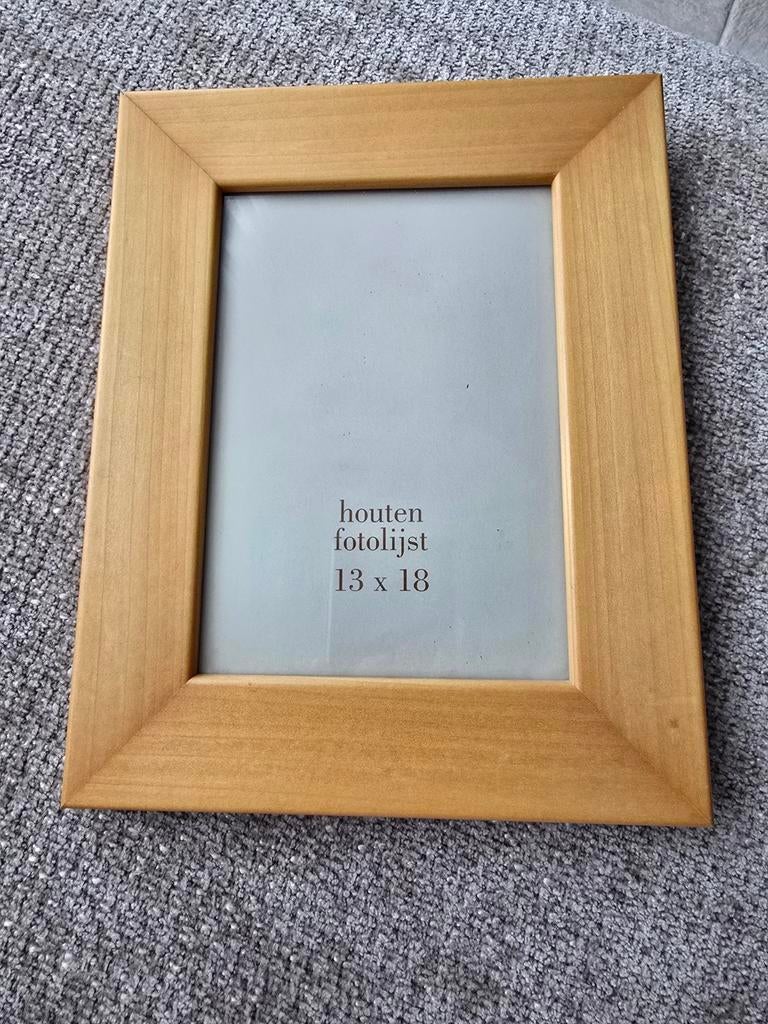 houten
fotolijst
13 x 18